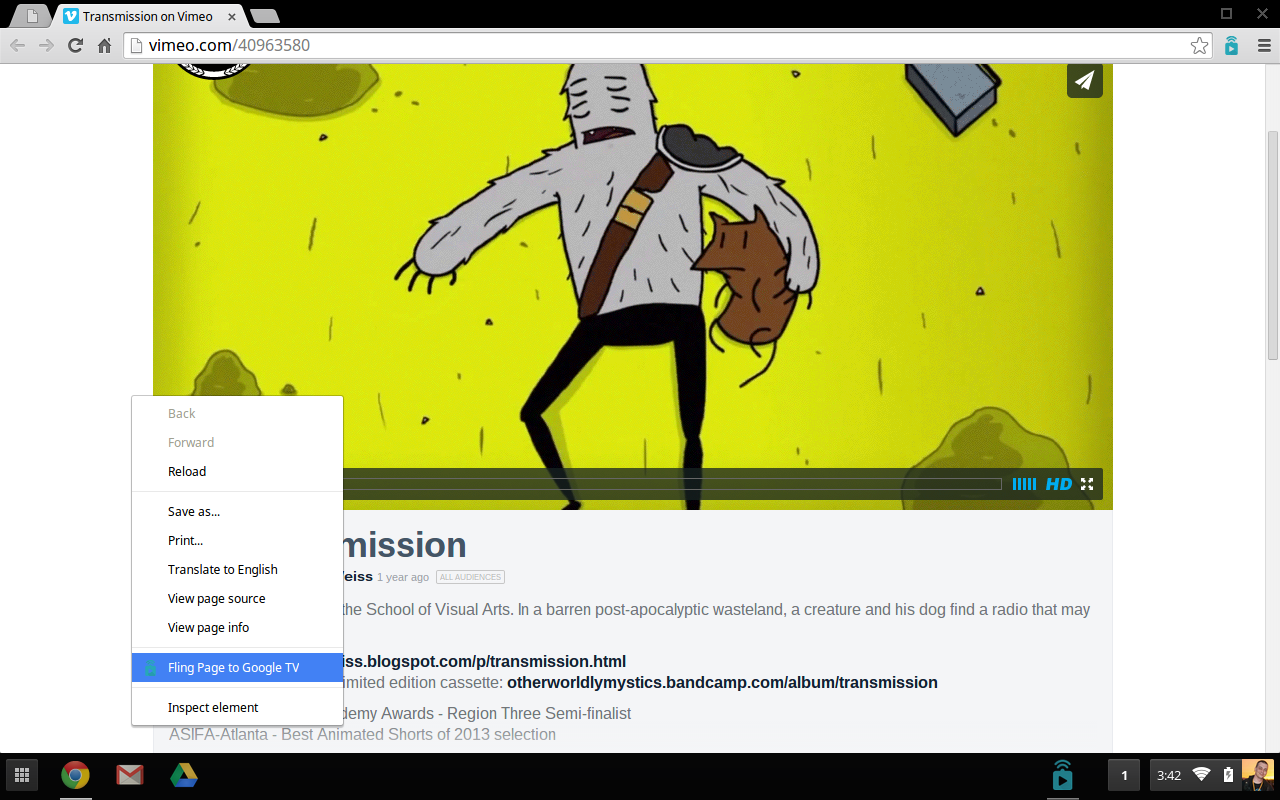 Transmission on Vimeo
vimeo.com/40963580
HD
Back
Forward
Reload
Save as...
Print...
Translate to English
View page source
View page info
Fling Page to Google TV
Inspect element
mission
eiss 1 year ago ALL AUDIENCES
the School of Visual Arts. In a barren post-apocalyptic wasteland, a creature and his dog find a radio that may
iss.blogspot.com/p/transmission.html
imited edition cassette: otherworldlymystics.bandcamp.com/album/transmission
demy Awards - Region Three Semi-finalist
ASIFA-Atlanta - Best Animated Shorts of 2013 selection
1
3:42